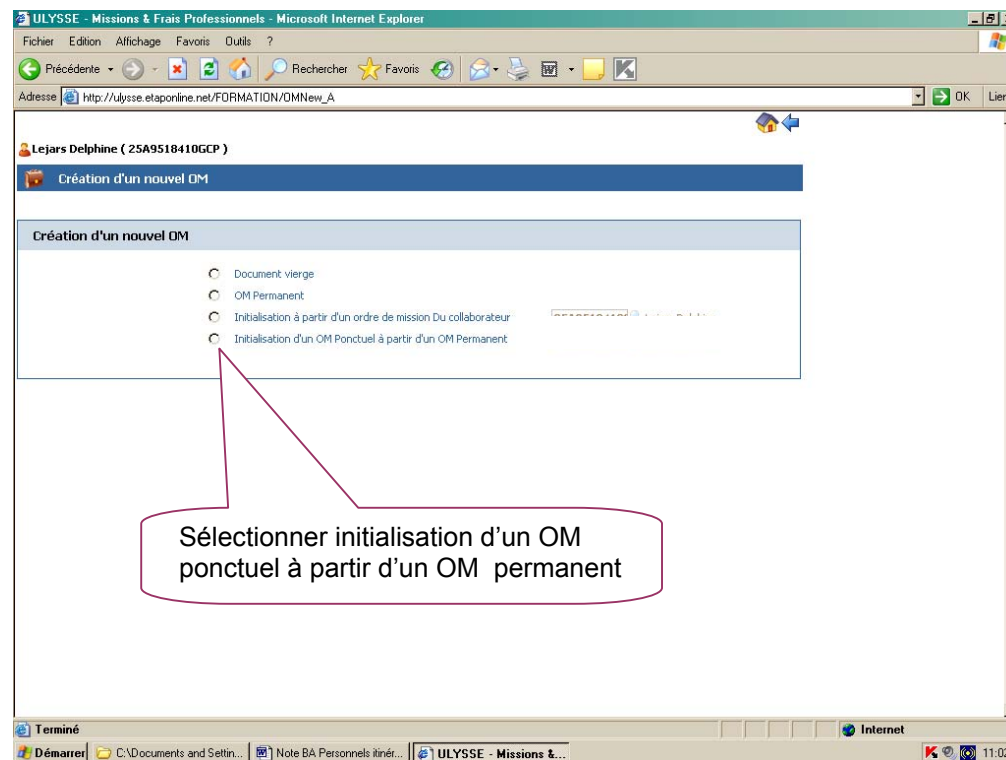 ULYSSE - Missions & Frais Professionnels - Microsoft Internet Explorer
Fichier Edition Affichage Favoris Outils ?
Précédente Rechercher Favoris
Adresse http://ulysse.etaponline.net/FORMATION/OMNew_A OK Lier
Lejars Delphine ( 25A9518410GCP )
Création d'un nouvel OM
Création d'un nouvel OM
Document vierge
OM Permanent
Initialisation à partir d'un ordre de mission Du collaborateur
Initialisation d'un OM Ponctuel à partir d'un OM Permanent
Sélectionner initialisation d'un OM
ponctuel à partir d'un OM permanent
Terminé Internet
Démarrer C:\Documents and Settin... Note BA Personnels itinér... ULYSSE - Missions &... 11:02